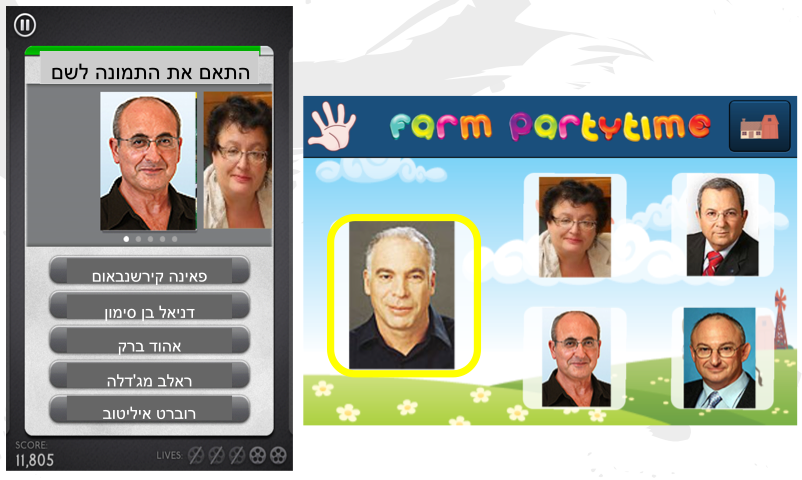 התאם את התמונה לשם
פאינה קירשנבאום
דניאל בן סימון
אהוד ברק
ראלב מג'דלה
רוברט אילטוב
SCORE:
11,805
LIVES:
Farm Partytime